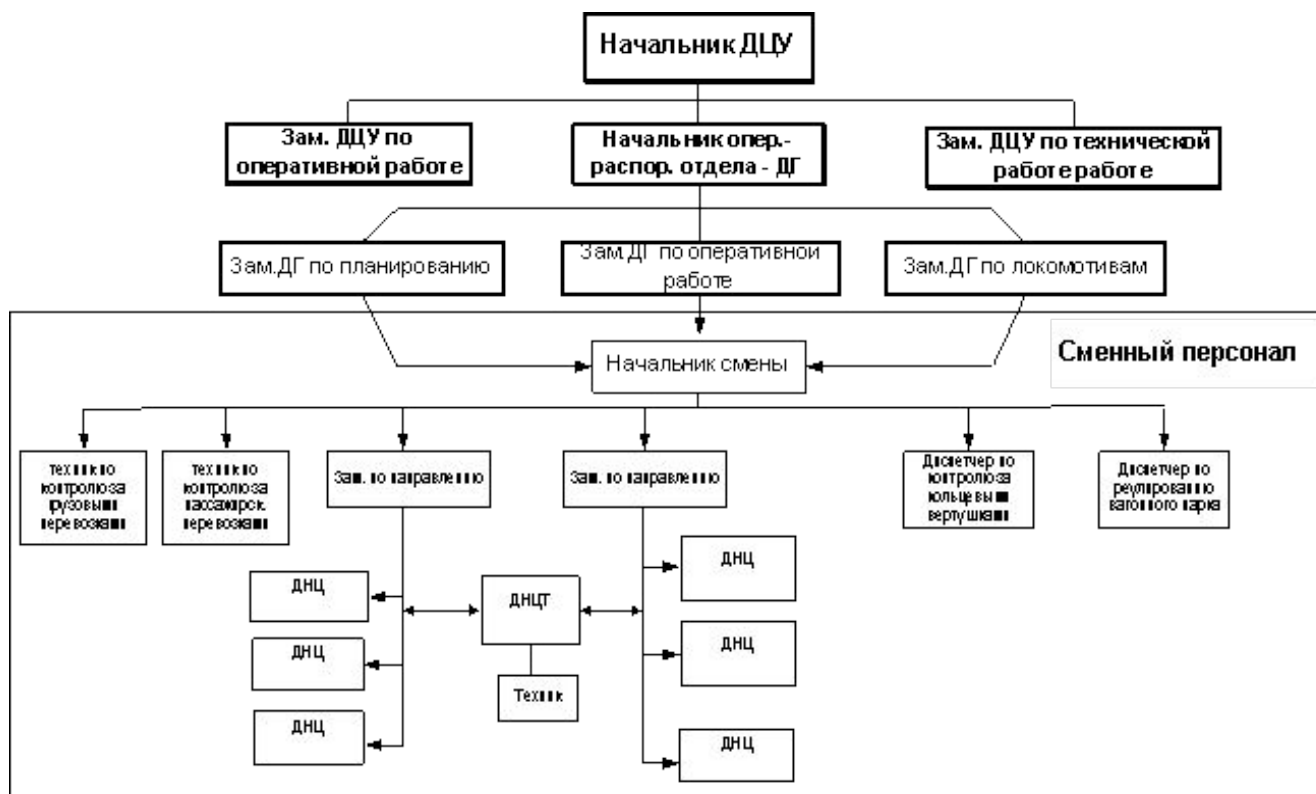 Начальник ДЦУ
Зам. ДЦУ по
оперативной работе
Начальник опер.-
распор. отдела - ДГ
Зам. ДЦУ по технической
работе работе
Зам.ДГ по планированию
Зам.ДГ по оперативной
работе
Зам.ДГ по локомотивам
Сменный персонал
Начальник смены
техник по
контролю за
грузовыми
перевозками
техник по
контролю за
пассажирск.
перевозками
Зам. по направлению
Зам. по направлению
Диспетчер по
контролю за
кольцевыми
вертушками
Диспетчер по
регулированию
вагонного парка
ДНЦ
ДНЦ
ДНЦ
ДНЦТ
Техник
ДНЦ
ДНЦ
ДНЦ